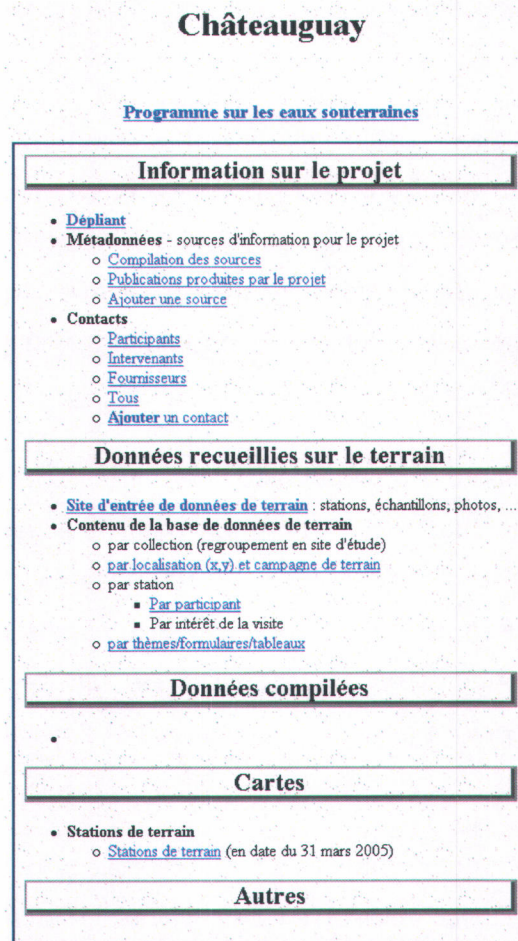 Châteauguay
Programme sur les eaux souterraines
Information sur le projet
• Dépliant
• Métadonnées - sources d'information pour le projet
o Compilation des sources
o Publications produites par le projet
o Ajouter une source
• Contacts
o Participants
o Intervenants
o Fournisseurs
o Tous
o Ajouter un contact
Données recueillies sur le terrain
• Site d'entrée de données de terrain : stations, échantillons, photos, ...
• Contenu de la base de données de terrain
o par collection (regroupement en site d'étude)
o par localisation (x,y) et campagne de terrain
o par station
■ Par participant
■ Par intérêt de la visite
o par thèmes/formulaires/tableaux
Données compilées
•
Cartes
• Stations de terrain
o Stations de terrain (en date du 31 mars 2005)
Autres